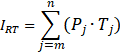 I_{RT} = \sum_{j=m}^{n} (P_j \cdot T_j)